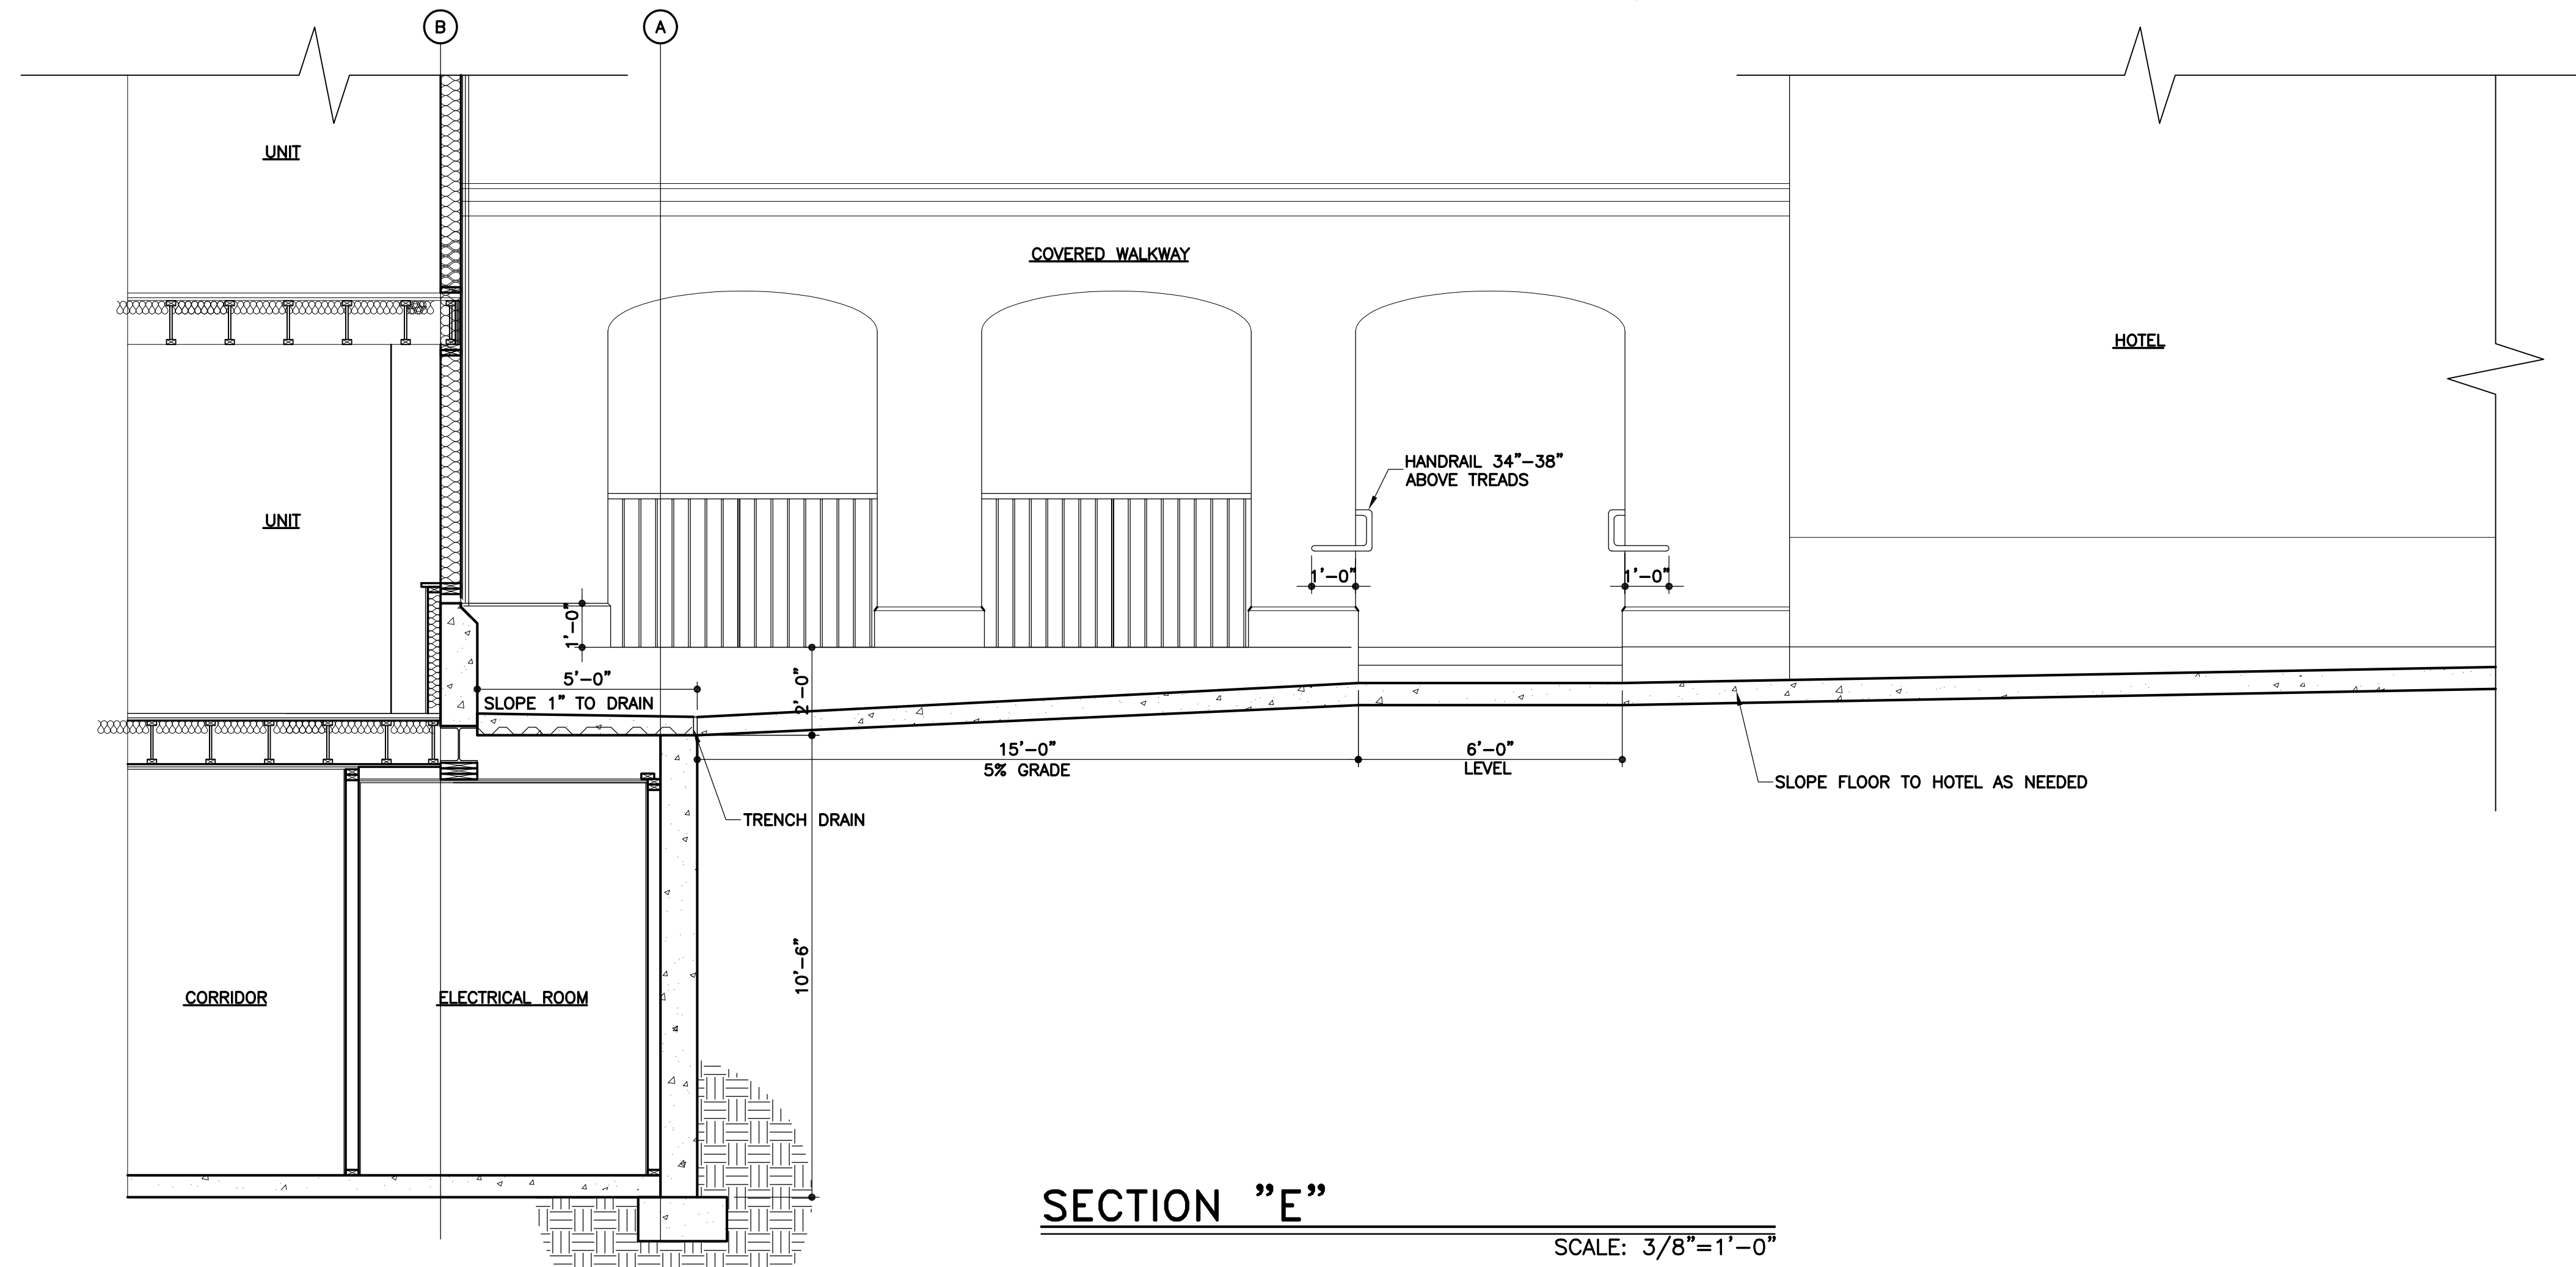 B
A
UNIT
COVERED WALKWAY
HOTEL
HANDRAIL 34”–38”
ABOVE TREADS
UNIT
1’–0”
1’–0”
1’–0”
5’–0”
2’–0”
SLOPE 1” TO DRAIN
15’–0”
5% GRADE
6’–0”
LEVEL
SLOPE FLOOR TO HOTEL AS NEEDED
TRENCH DRAIN
10’–6”
CORRIDOR
ELECTRICAL ROOM
SECTION ”E”
SCALE: 3/8”=1’–0”